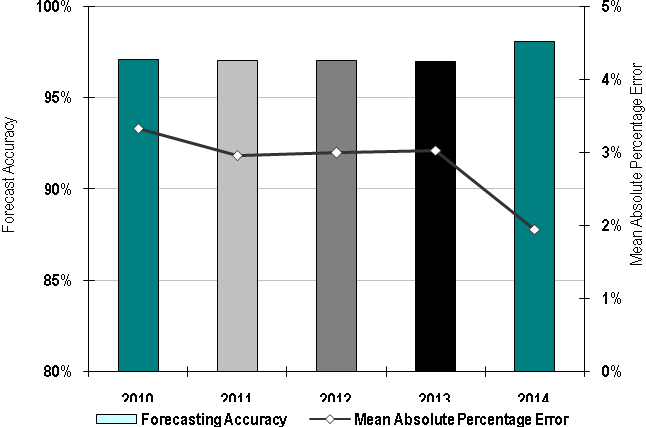 100%
95%
90%
85%
80%
Forecast Accuracy
5%
4%
3%
2%
1%
0%
Mean Absolute Percentage Error
2010 2011 2012 2013 2014
Forecasting Accuracy Mean Absolute Percentage Error